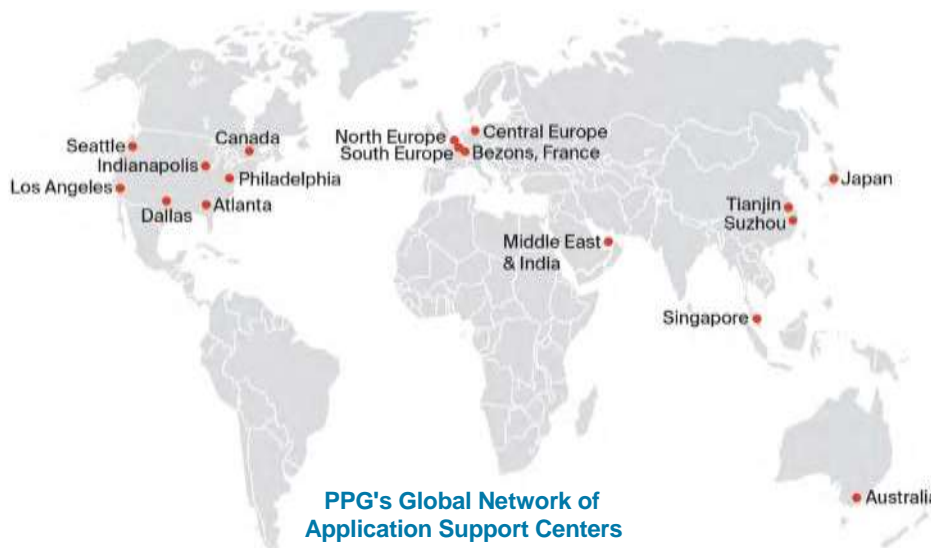 Seattle
Canada
Indianapolis
Los Angeles
Philadelphia
Dallas
Atlanta
North Europe
Central Europe
South Europe
Bezons, France
Japan
Tianjin
Suzhou
Middle East
& India
Singapore
Australia
PPG's Global Network of
Application Support Centers